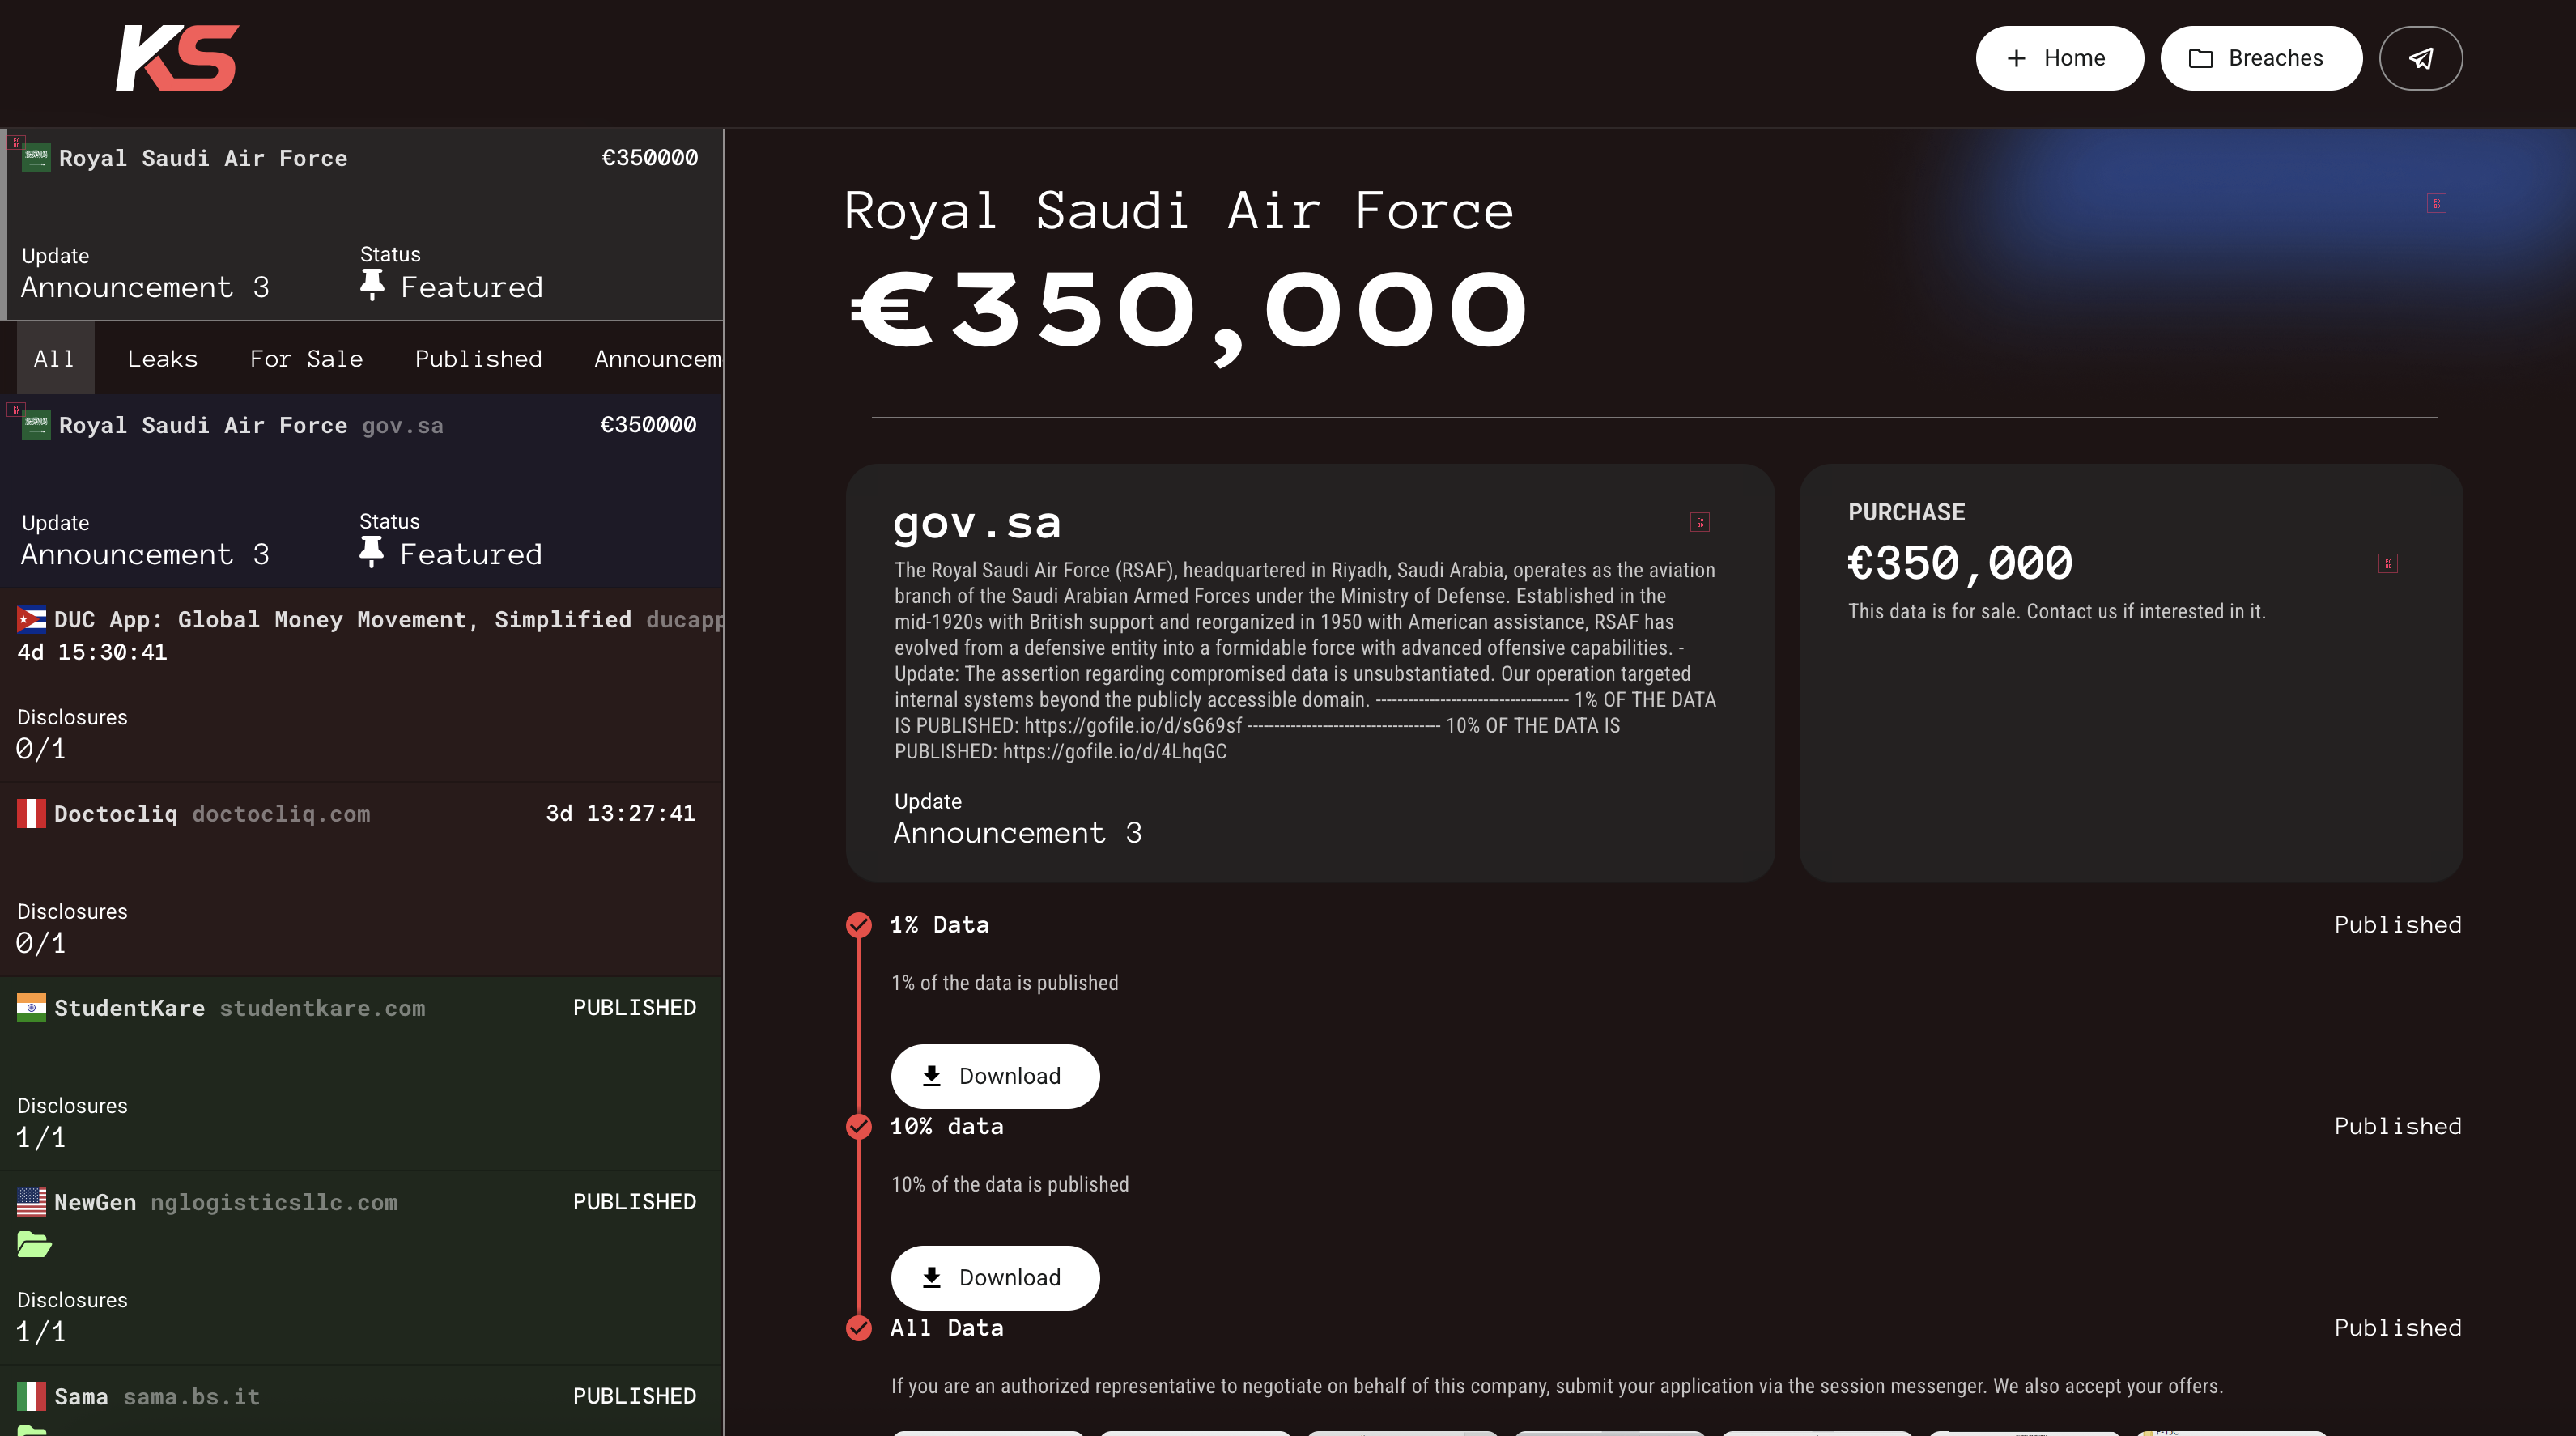 KS
Home
Breaches
Royal Saudi Air Force
€350000
Update
Status
Announcement 3
Featured
All
Leaks
For Sale
Published
Announcem
Royal Saudi Air Force gov.sa
€350000
Update
Status
Announcement 3
Featured
DUC App: Global Money Movement, Simplified ducapp
4d 15:30:41
Disclosures
0/1
Doctocliq doctocliq.com
3d 13:27:41
Disclosures
0/1
StudentKare studentkare.com
PUBLISHED
Disclosures
1/1
NewGen nglogisticsllc.com
PUBLISHED
Disclosures
1/1
Sama sama.bs.it
PUBLISHED
Royal Saudi Air Force
€350,000
gov.sa
The Royal Saudi Air Force (RSAF), headquartered in Riyadh, Saudi Arabia, operates as the aviation
branch of the Saudi Arabian Armed Forces under the Ministry of Defense. Established in the
mid-1920s with British support and reorganized in 1950 with American assistance, RSAF has
evolved from a defensive entity into a formidable force with advanced offensive capabilities. -
Update: The assertion regarding compromised data is unsubstantiated. Our operation targeted
internal systems beyond the publicly accessible domain. ----------------------------------- 1% OF THE DATA
IS PUBLISHED: https://gofile.io/d/sG69sf ----------------------------------- 10% OF THE DATA IS
PUBLISHED: https://gofile.io/d/4LhqGC
Update
Announcement 3
PURCHASE
€350,000
This data is for sale. Contact us if interested in it.
1% Data
Published
1% of the data is published
Download
10% data
Published
10% of the data is published
Download
All Data
Published
If you are an authorized representative to negotiate on behalf of this company, submit your application via the session messenger. We also accept your offers.